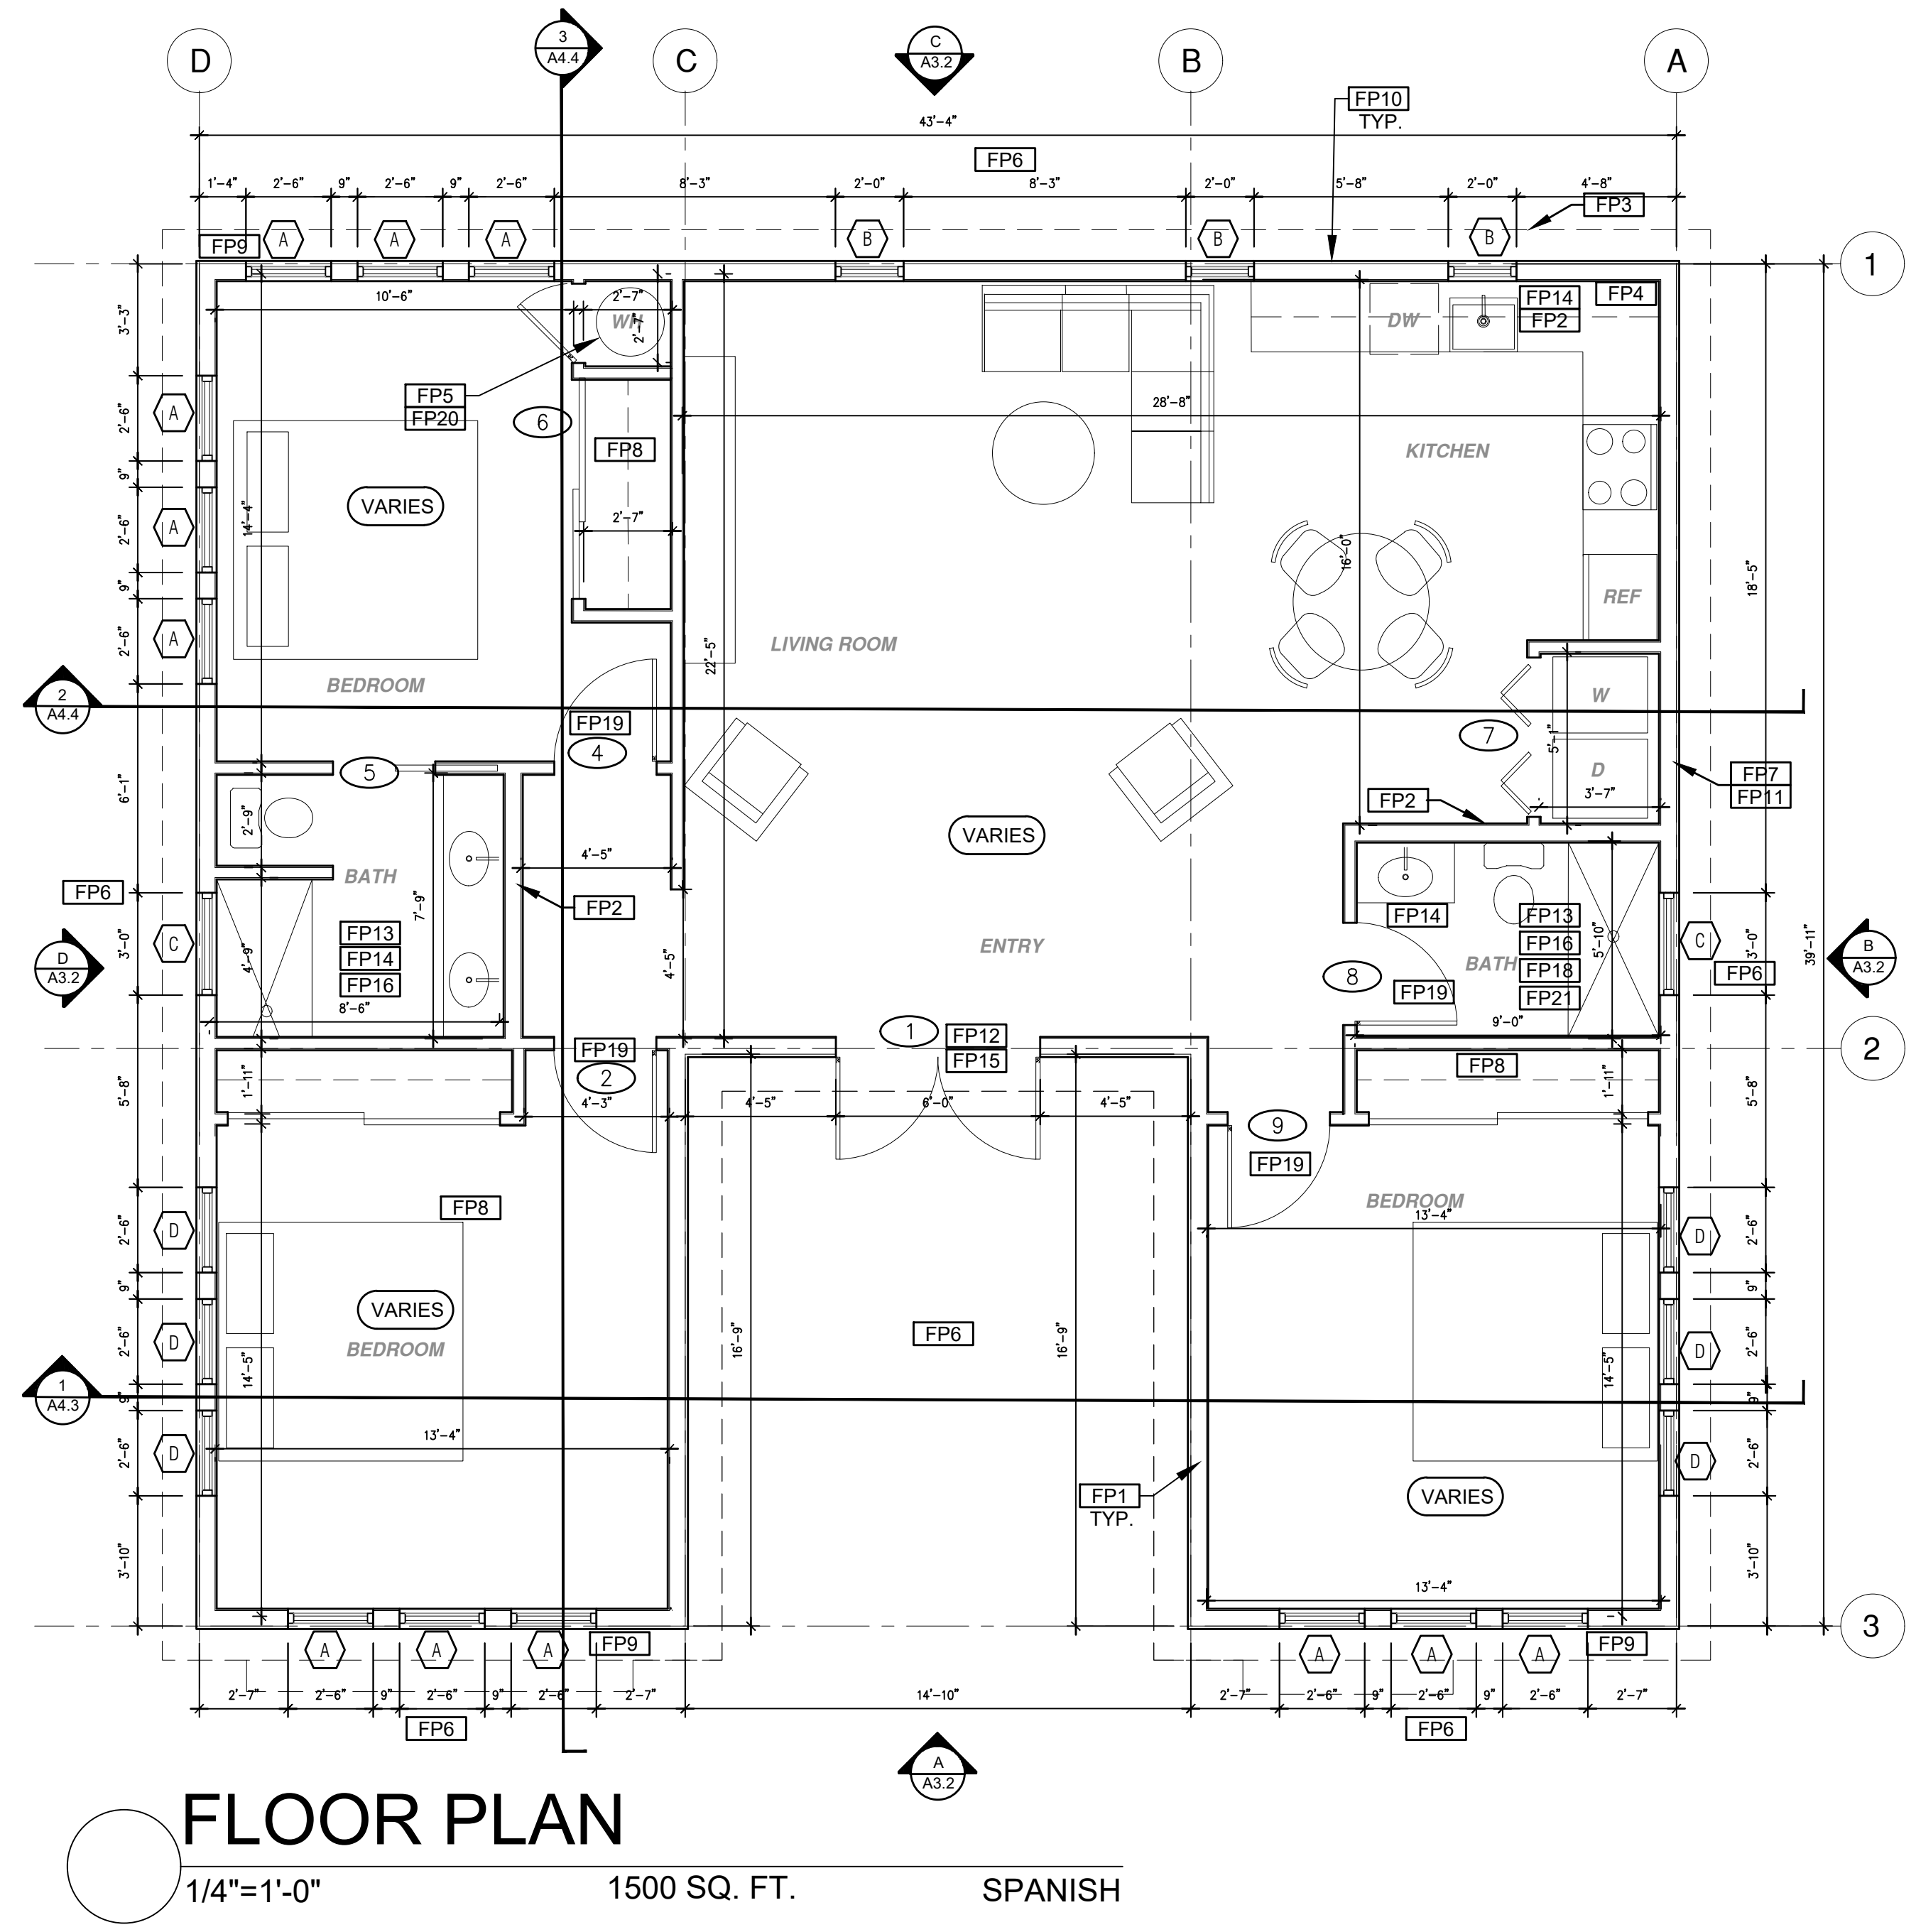 3
A4.4
C
A3.2
D
C
B
A
FP10
TYP.
43'-4"
FP6
1'-4"
2'-6"
9"
2'-6"
9"
2'-6"
8'-3"
2'-0"
8'-3"
2'-0"
5'-8"
2'-0"
4'-8"
FP3
FP9
A
A
A
B
B
B
1
10'-6"
2'-7"
WH
2'-7"
DW
FP14
FP2
FP4
3'-3"
FP5
FP20
6
28'-8"
A
2'-6"
FP8
KITCHEN
9"
VARIES
14'-4"
2'-7"
A
2'-6"
16'-0"
18'-5"
9"
REF
A
2'-6"
LIVING ROOM
22'-5"
BEDROOM
W
2
A4.4
FP19
4
7
5'-1"
5
D
FP7
FP11
6'-1"
3'-7"
FP2
2'-9"
VARIES
4'-5"
BATH
7'-9"
FP6
FP2
FP14
FP13
FP16
FP18
FP21
5'-10"
FP13
FP14
FP16
C
3'-0"
4'-9"
ENTRY
4'-5"
BATH
8
FP19
C
3'-0"
FP6
39'-11"
B
A3.2
D
A3.2
8'-6"
9'-0"
1
FP12
FP15
FP19
2
FP8
2
5'-8"
1'-11"
4'-3"
4'-5"
6'-0"
4'-5"
1'-11"
5'-8"
9
FP19
FP8
BEDROOM
13'-4"
D
2'-6"
D
2'-6"
9"
9"
VARIES
BEDROOM
FP6
D
2'-6"
14'-5"
16'-9"
16'-9"
14'-5"
D
2'-6"
1
A4.3
9"
9"
13'-4"
D
2'-6"
D
2'-6"
FP1
TYP.
VARIES
3'-10"
3'-10"
13'-4"
3
A
A
A
FP9
A
A
A
FP9
2'-7"
2'-6"
9"
2'-6"
9"
2'-6"
2'-7"
14'-10"
2'-7"
2'-6"
9"
2'-6"
9"
2'-6"
2'-7"
FP6
FP6
A
A3.2
FLOOR PLAN
1/4"=1'-0"
1500 SQ. FT.
SPANISH